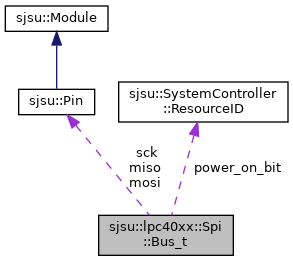 sjsu::Module
sjsu::Pin
sjsu::SystemController
::ResourceID
sck
miso
mosi
power_on_bit
sjsu::lpc40xx::Spi
::Bus_t